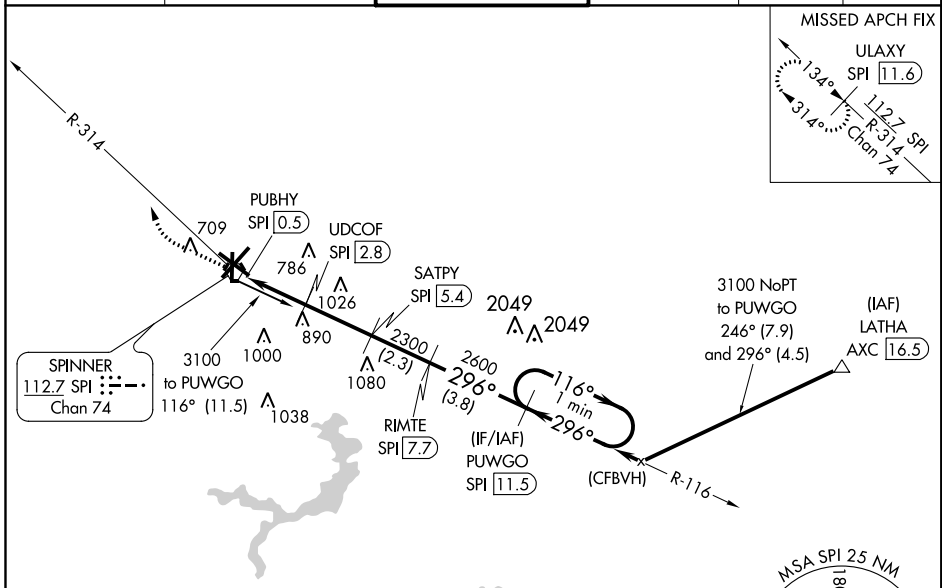 MISSED APCH FIX
ULAXY
SPI 11.6
134°
314°
112.7 SPI
R-314
Chan 74
R-314
PUBHY
SPI 0.5
709
UDCOF
SPI 2.8
786
1026
SATPY
SPI 5.4
2049
2049
3100 NoPT
to PUWGO
246° (7.9)
and 296° (4.5)
(IAF)
LATHA
AXC 16.5
890
1000
2300
(2.3)
2600
296°
(3.8)
116°
1 min
296°
SPINNER
112.7 SPI
Chan 74
3100
to PUWGO
116° (11.5)
1038
1080
RIMTE
SPI 7.7
(IF/IAF)
PUWGO
SPI 11.5
(CFBVH)
R-116
MSA SPI 25 NM